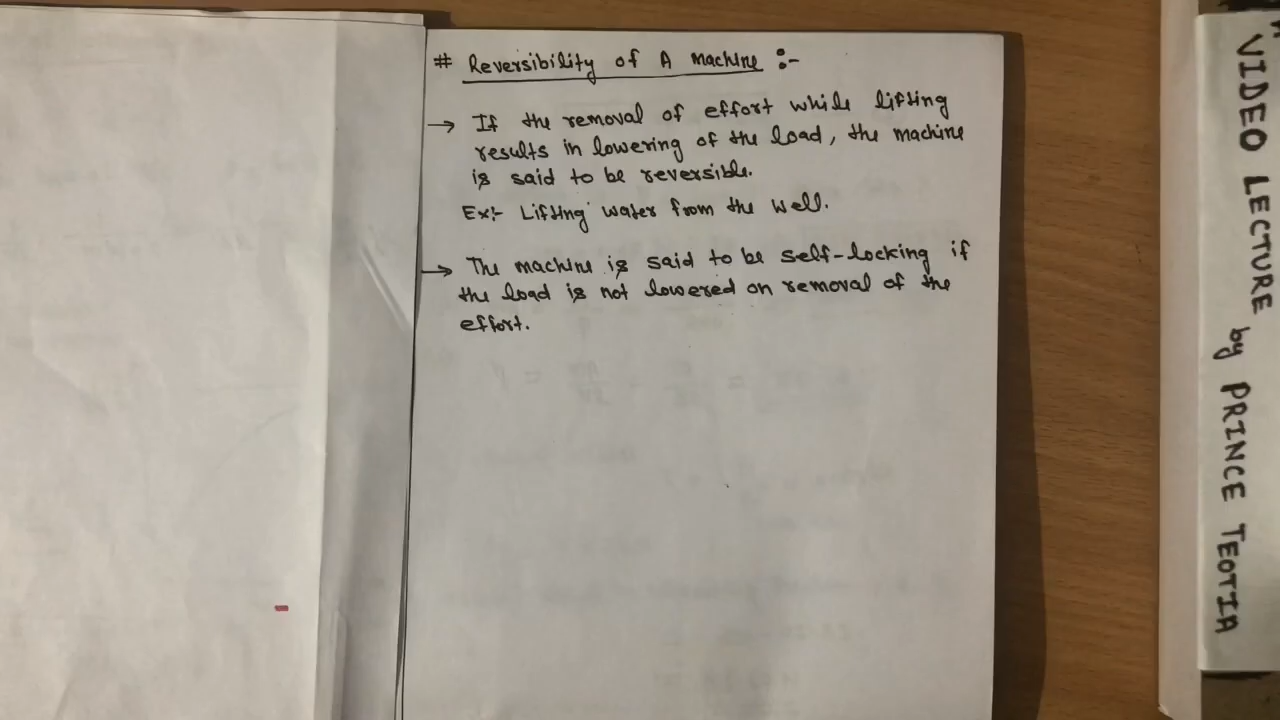 # Reversibility of A Machine :-
→ If the removal of effort while lifting
results in lowering of the load, the machine
is said to be reversible.
Ex:- Lifting water from the well.
→ The machine is said to be self-locking if
the load is not lowered on removal of the
effort.
VIDEO LECTURE by PRINCE TEOTIA